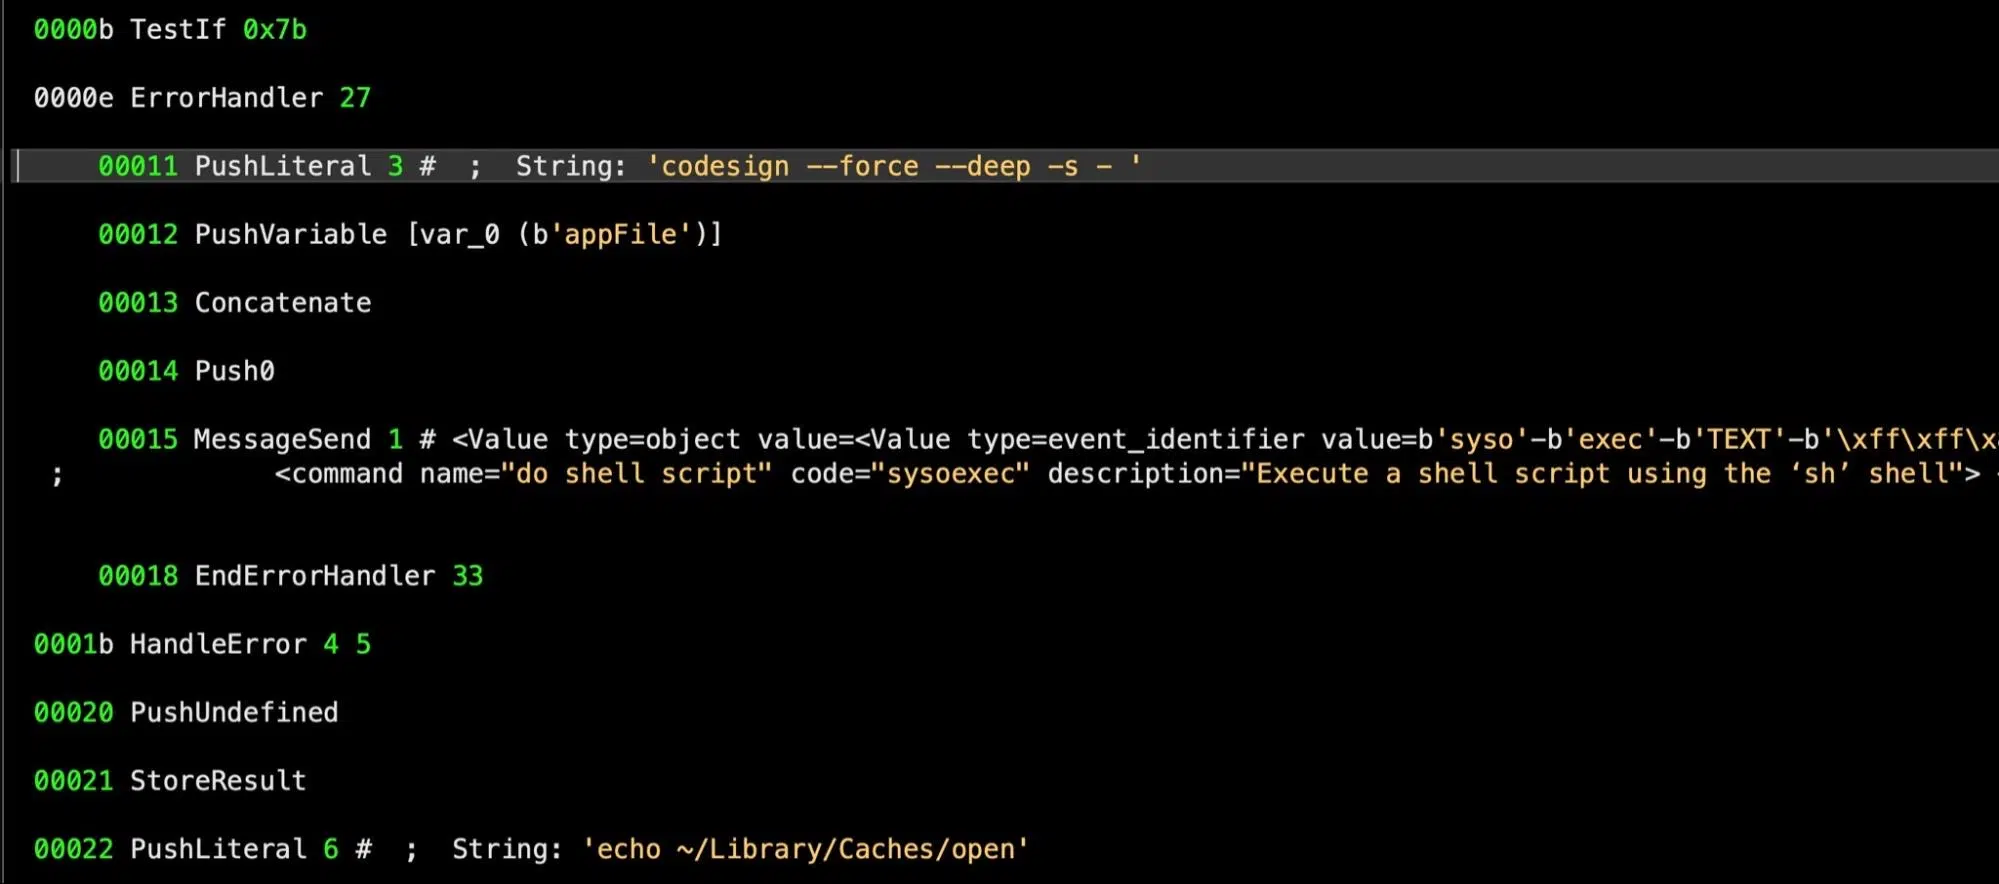 0000b TestIf 0x7b
0000e ErrorHandler 27
00011 PushLiteral 3 #  ;  String: 'codesign --force --deep -s - '
00012 PushVariable [var_0 (b'appFile')]
00013 Concatenate
00014 Push0
00015 MessageSend 1 # <Value type=object value=<Value type=event_identifier value=b'syso'-b'exec'-b'TEXT'-b'\xff\xff\x
;             <command name="do shell script" code="sysoexec" description="Execute a shell script using the ‘sh’ shell">
00018 EndErrorHandler 33
0001b HandleError 4 5
00020 PushUndefined
00021 StoreResult
00022 PushLiteral 6 #  ;  String: 'echo ~/Library/Caches/open'